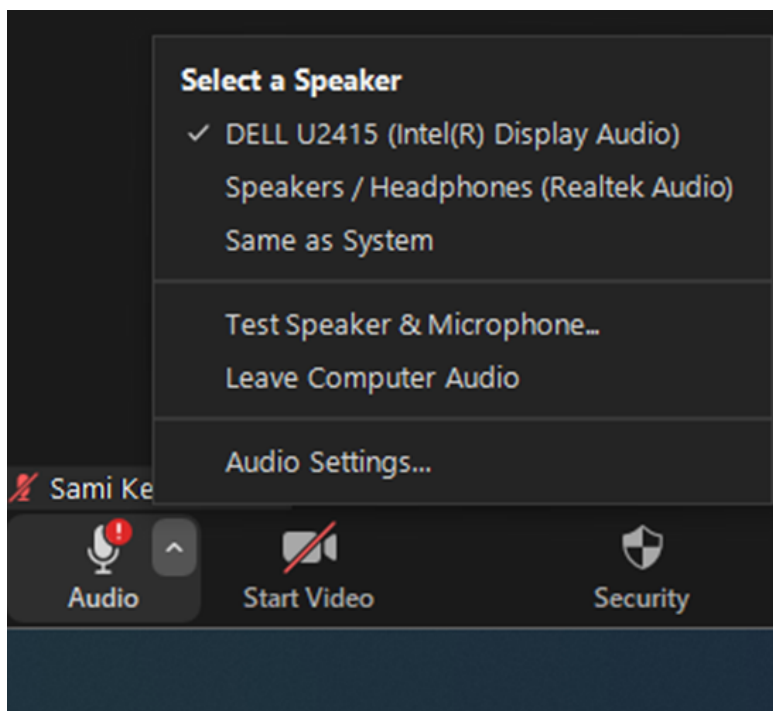 Select a Speaker
DELL U2415 (Intel(R) Display Audio)
Speakers / Headphones (Realtek Audio)
Same as System
Test Speaker & Microphone...
Leave Computer Audio
Audio Settings...
Sami Ke
Audio
Start Video
Security